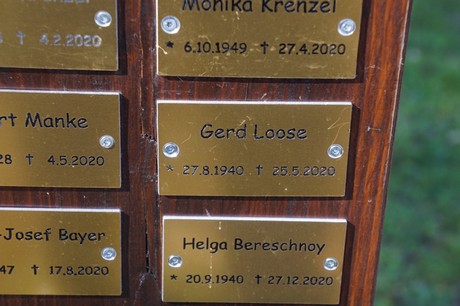 4.2.2020
Monika Krenzel
* 6.10.1949 † 27.4.2020
rt Manke
28 † 4.5.2020
Gerd Loose
* 27.8.1940 † 25.5.2020
-Josef Bayer
47 † 17.8.2020
Helga Bereschnoy
* 20.9.1940 † 27.12.2020